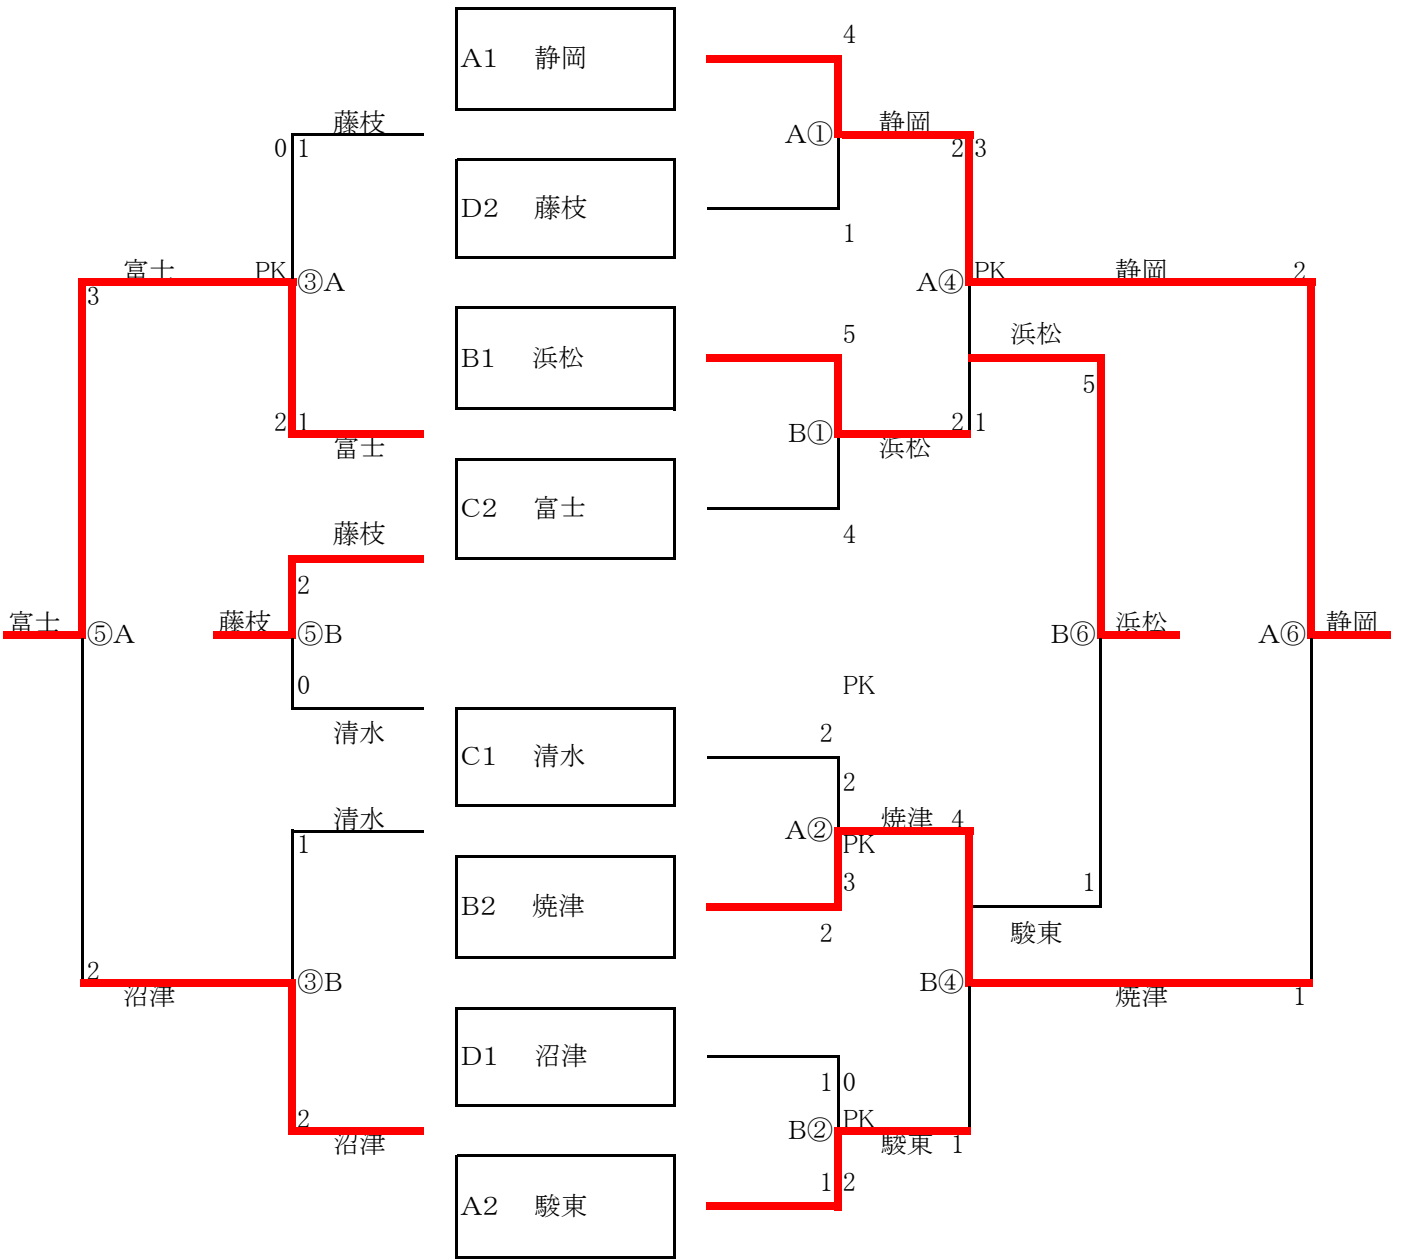 4
A1 静岡
藤枝
A① 静岡
0 1
2 3
D2 藤枝
1
富士 PK ③A
A④ PK 静岡 2
3
5
浜松
B1 浜松
5
2 1
B① 2 1
富士
浜松
C2 富士
藤枝
4
2
富士 ⑤A
藤枝 ⑤B
B⑥ 浜松
A⑥ 静岡
0
PK
清水
2
C1 清水
2
清水
A② 焼津 4
1
PK
3
1
B2 焼津
2
駿東
2
沼津
③B
B④
焼津 1
D1 沼津
1 0
2
PK
沼津
B② 駿東 1
1 2
A2 駿東